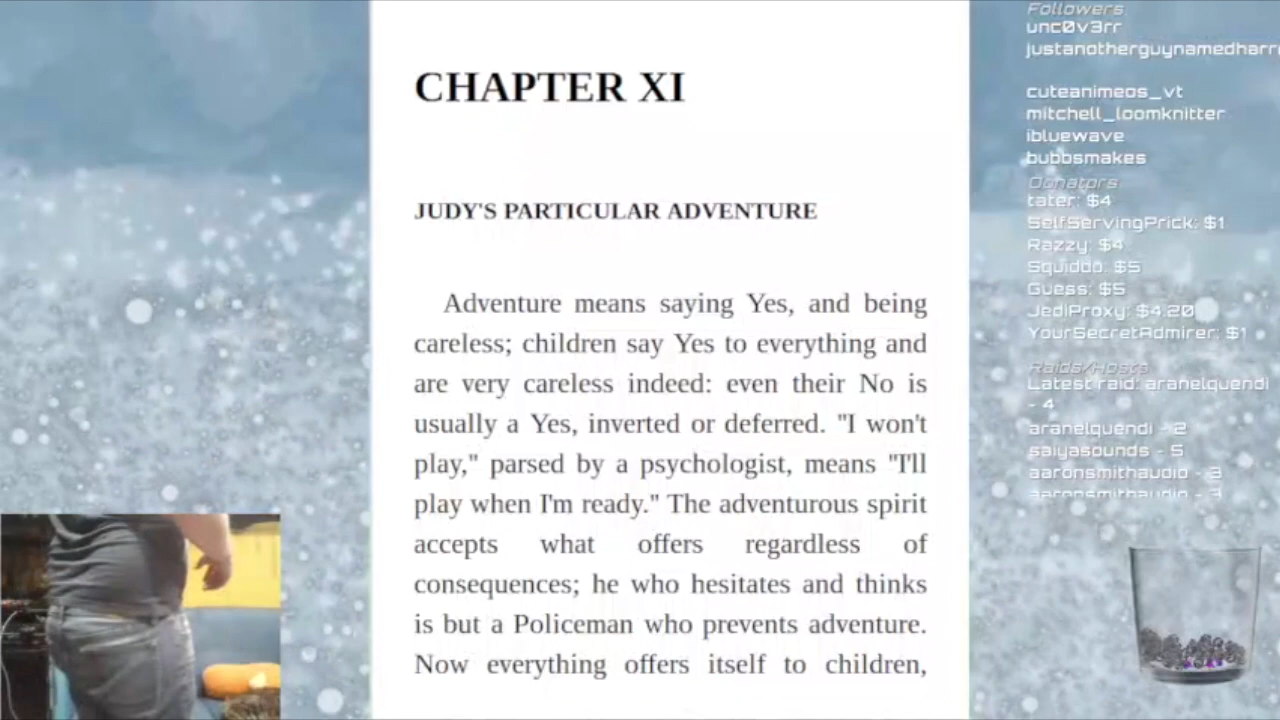 CHAPTER XI
JUDY'S PARTICULAR ADVENTURE
Adventure means saying Yes, and being
careless; children say Yes to everything and
are very careless indeed: even their No is
usually a Yes, inverted or deferred. "I won't
play," parsed by a psychologist, means "I'll
play when I'm ready." The adventurous spirit
accepts what offers regardless of
consequences; he who hesitates and thinks
is but a Policeman who prevents adventure.
Now everything offers itself to children,
Followers
unc0v3rr
justanotherguynamedharr
cuteanimeos_vt
mitchell_loomknitter
ibluewave
bubbsmakes
Donators
tater: $4
SelfServingPrick: $1
Razzy: $4
Squiddo: $5
Guess: $5
JediProxy: $4.20
YourSecretAdmirer: $1
Raids/Hosts
Latest raid: aranelquendi
- 4
aranelquendi - 2
saiyasounds - 5
aaronsmithaudio - 3
aaronsmithaudio - 3